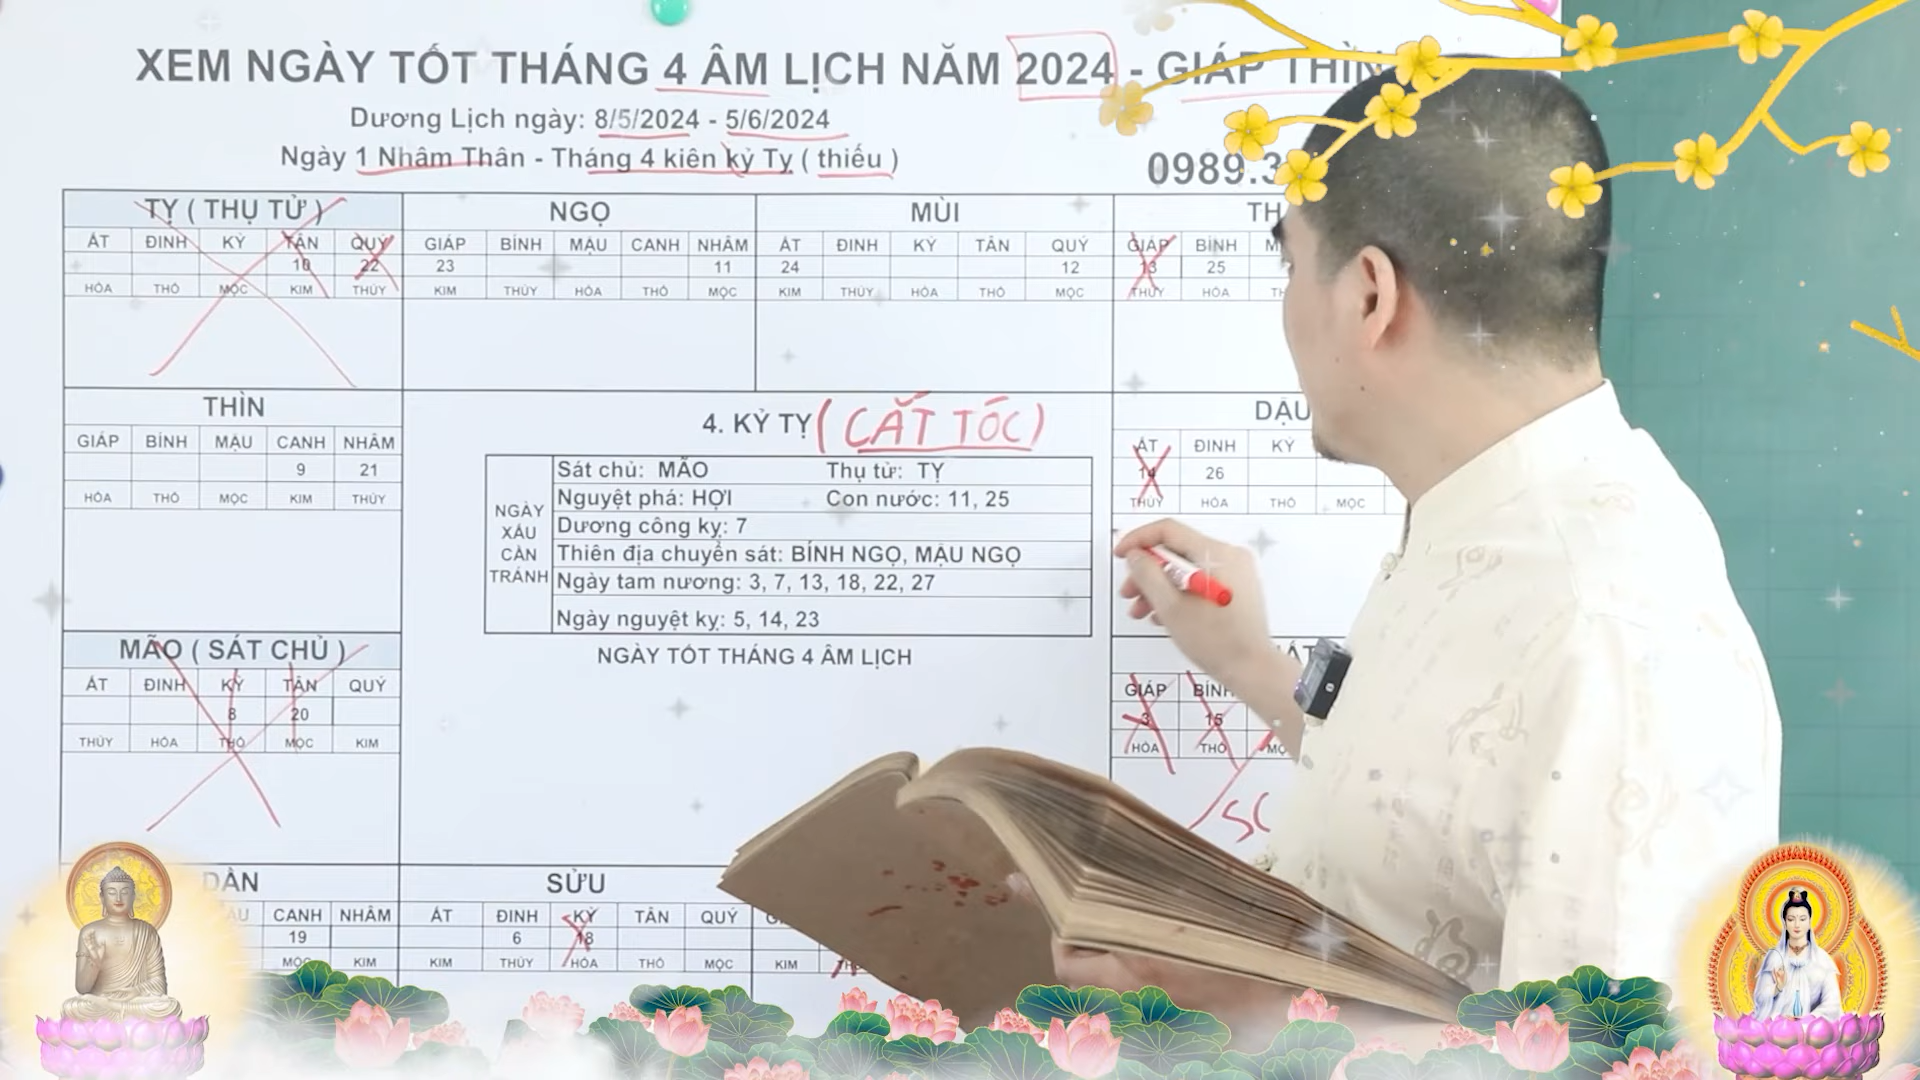 XEM NGÀY TỐT THÁNG 4 ÂM LỊCH NĂM 2024 - GIÁP THÌN
Dương Lịch ngày: 8/5/2024 - 5/6/2024
Ngày 1 Nhâm Thân - Tháng 4 kiên kỷ Tỵ ( thiếu )
0989.3
TỴ ( THỤ TỬ )
ẤT ĐINH KỶ TÂN QUÝ
10 22
HỎA THỔ MỘC KIM THỦY
NGỌ
GIÁP BÍNH MẬU CANH NHÂM
23 11
KIM THỦY HỎA THỔ MỘC
MÙI
ẤT ĐINH KỶ TÂN QUÝ
24 12
KIM THỦY HỎA THỔ MỘC
TH
GIÁP BÍNH
13 25
THỦY HỎA
THÌN
GIÁP BÍNH MẬU CANH NHÂM
9 21
HỎA THỔ MỘC KIM THỦY
4. KỶ TỴ (CẮT TÓC)
NGÀY XẤU CẦN TRÁNH
Sát chủ: MÃO Thụ tử: TỴ
Nguyệt phá: HỢI Con nước: 11, 25
Dương công kỵ: 7
Thiên địa chuyển sát: BÍNH NGỌ, MẬU NGỌ
Ngày tam nương: 3, 7, 13, 18, 22, 27
Ngày nguyệt kỵ: 5, 14, 23
NGÀY TỐT THÁNG 4 ÂM LỊCH
DẬU
ẤT ĐINH KỶ
14 26
THỦY HỎA THỔ MỘC
MÃO ( SÁT CHỦ )
ẤT ĐINH KỶ TÂN QUÝ
8 20
THỦY HỎA THỔ MỘC KIM
GIÁP BÍNH
3 15
HỎA THỔ MỘ
DẦN
CANH NHÂM
19
MỘC KIM
SỬU
ẤT ĐINH KỶ TÂN QUÝ
6 18
KIM THỦY HỎA THỔ MỘC
KIM